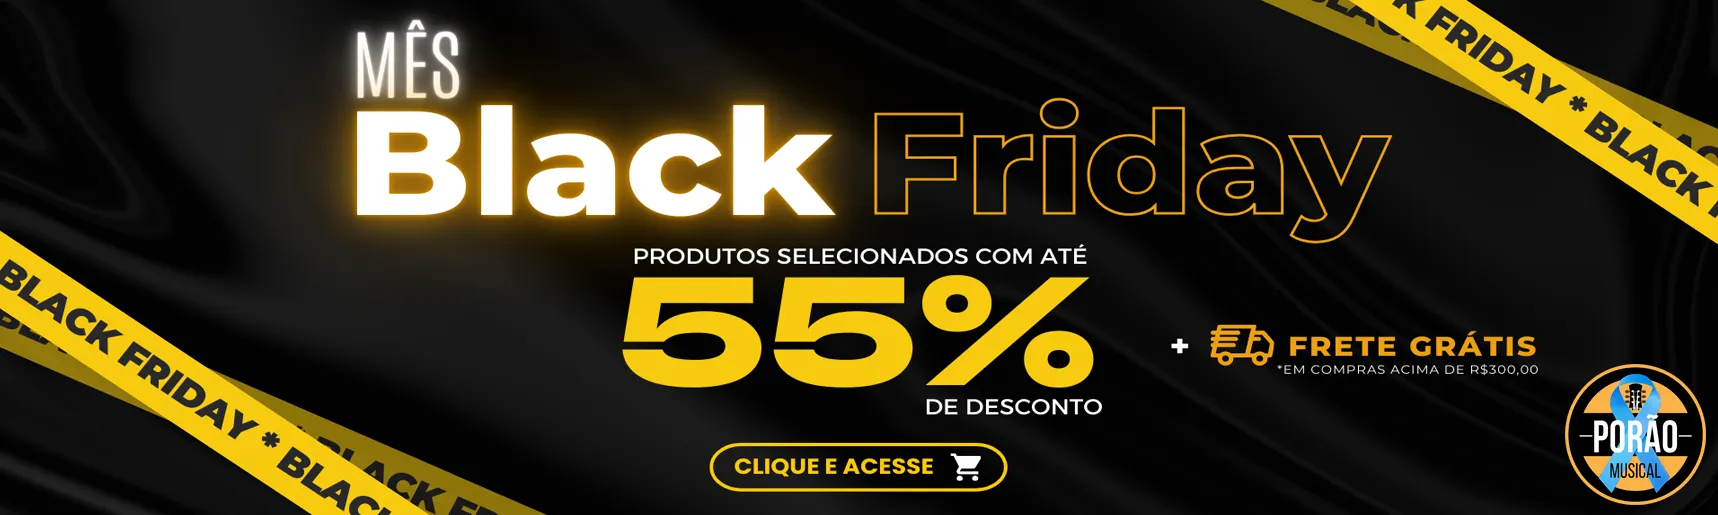 MÊS
Black Friday
PRODUTOS SELECIONADOS COM ATÉ
55%
DE DESCONTO
+ FRETE GRÁTIS
*EM COMPRAS ACIMA DE R$300,00
CLIQUE E ACESSE
PORÃO
MUSICAL
K FRIDAY * BLACK
BLACK FRIDAY * BLACK